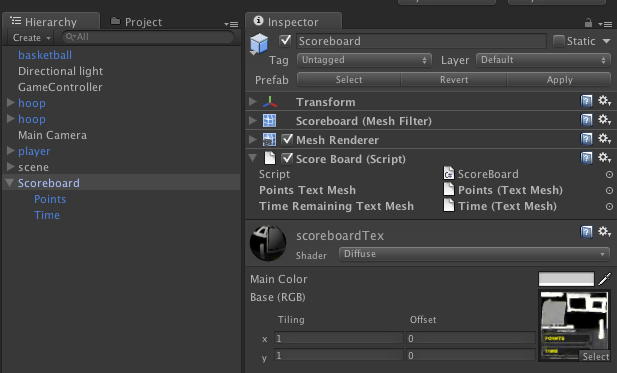 Hierarchy
Project
Create
All
basketball
Directional light
GameController
hoop
hoop
Main Camera
player
scene
Scoreboard
Points
Time
Inspector
Scoreboard
Static
Tag Untagged Layer Default
Prefab Select Revert Apply
Transform
Scoreboard (Mesh Filter)
Mesh Renderer
Score Board (Script)
Script ScoreBoard
Points Text Mesh Points (Text Mesh)
Time Remaining Text Mesh Time (Text Mesh)
scoreboardTex
Shader Diffuse
Main Color
Base (RGB)
Tiling Offset
x 1 0
y 1 0
POINTS
TIME
Select